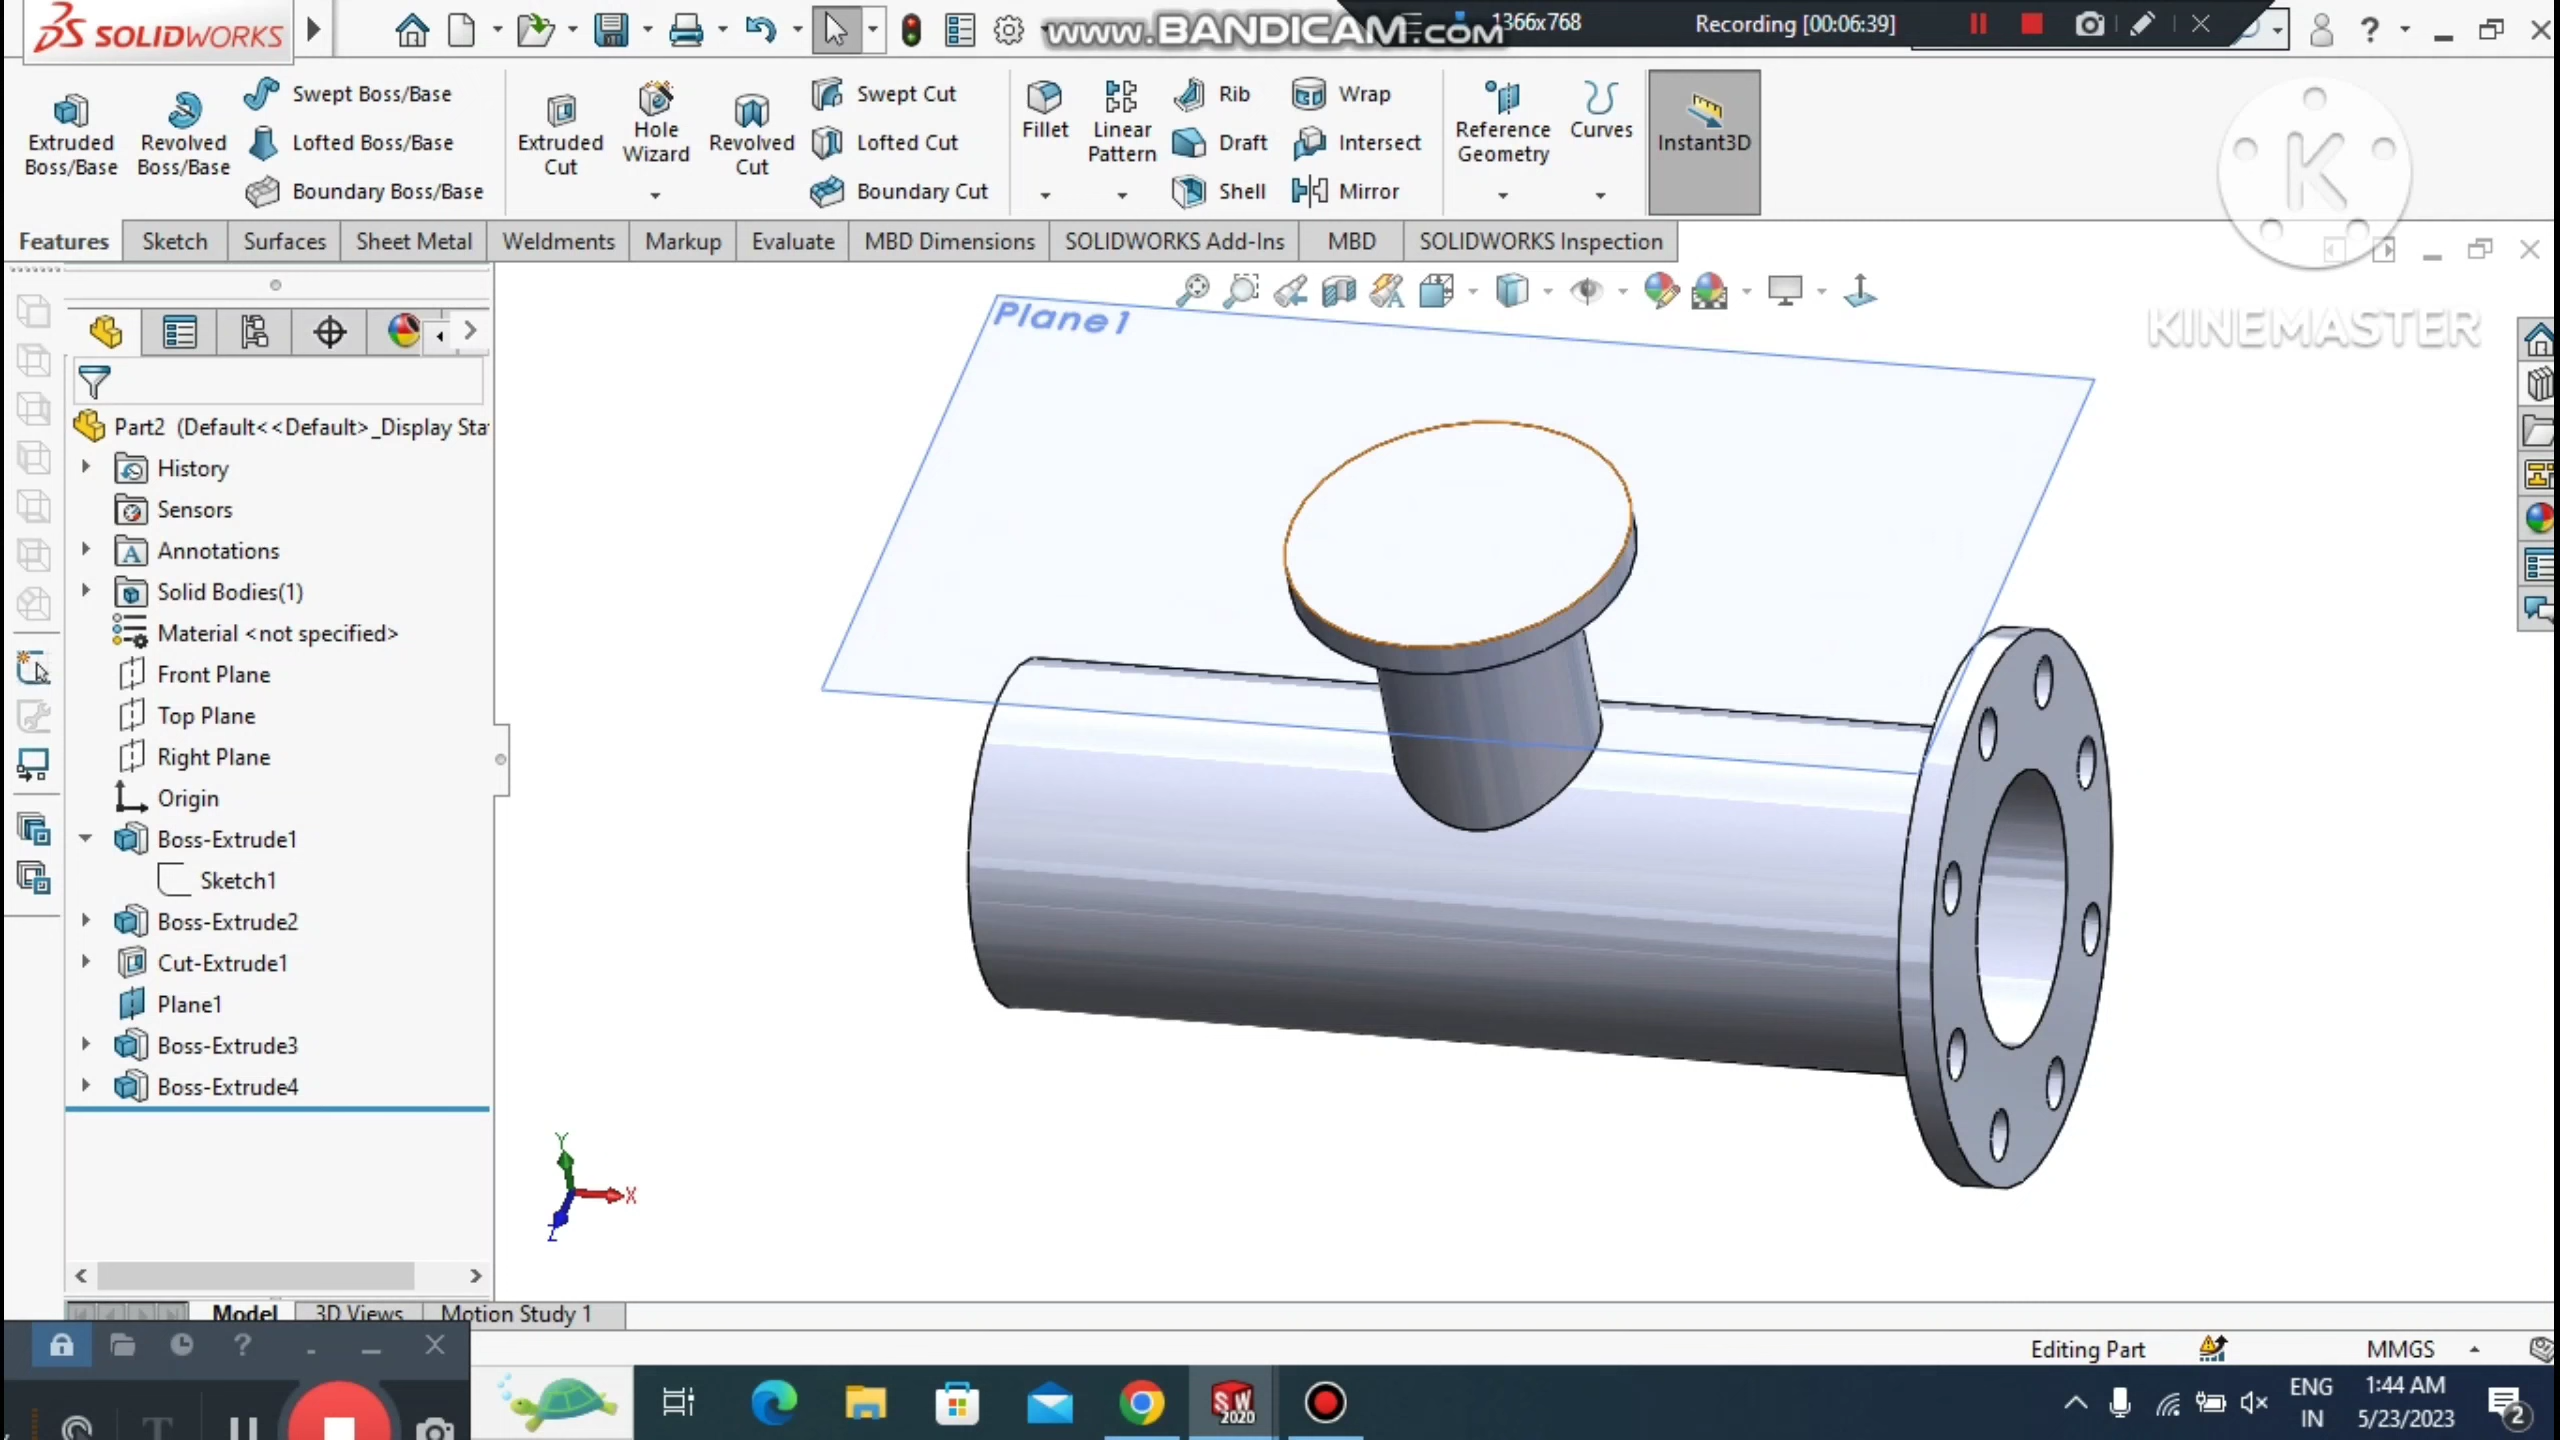 SOLIDWORKS
www.BANDICAM.com
1366x768
Recording [00:06:39]
Extruded Boss/Base
Revolved Boss/Base
Swept Boss/Base
Lofted Boss/Base
Boundary Boss/Base
Extruded Cut
Hole Wizard
Revolved Cut
Swept Cut
Lofted Cut
Boundary Cut
Fillet
Linear Pattern
Rib
Draft
Shell
Wrap
Intersect
Mirror
Reference Geometry
Curves
Instant3D
K
KINEMASTER
Features
Sketch
Surfaces
Sheet Metal
Weldments
Markup
Evaluate
MBD Dimensions
SOLIDWORKS Add-Ins
MBD
SOLIDWORKS Inspection
Plane1
Part2 (Default<<Default>_Display Sta
History
Sensors
Annotations
Solid Bodies(1)
Material <not specified>
Front Plane
Top Plane
Right Plane
Origin
Boss-Extrude1
Sketch1
Boss-Extrude2
Cut-Extrude1
Plane1
Boss-Extrude3
Boss-Extrude4
Y
X
Z
Model
3D Views
Motion Study 1
Editing Part
MMGS
SW 2020
ENG
IN
1:44 AM
5/23/2023
2